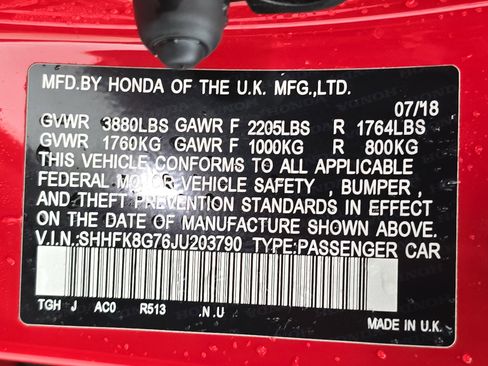 MFD.BY HONDA OF THE U.K. MFG.,LTD.
07/18
GVWR 3880LBS GAWR F 2205LBS R 1764LBS
GVWR 1760KG GAWR F 1000KG R 800KG
THIS VEHICLE CONFORMS TO ALL APPLICABLE
FEDERAL MOTOR VEHICLE SAFETY , BUMPER ,
AND THEFT PREVENTION STANDARDS IN EFFECT
ON THE DATE OF MANUFACTURE SHOWN ABOVE.
V.I.N.:SHHFK8G76JU203790 TYPE:PASSENGER CAR
TGH J AC0 R513 .N.U
MADE IN U.K.